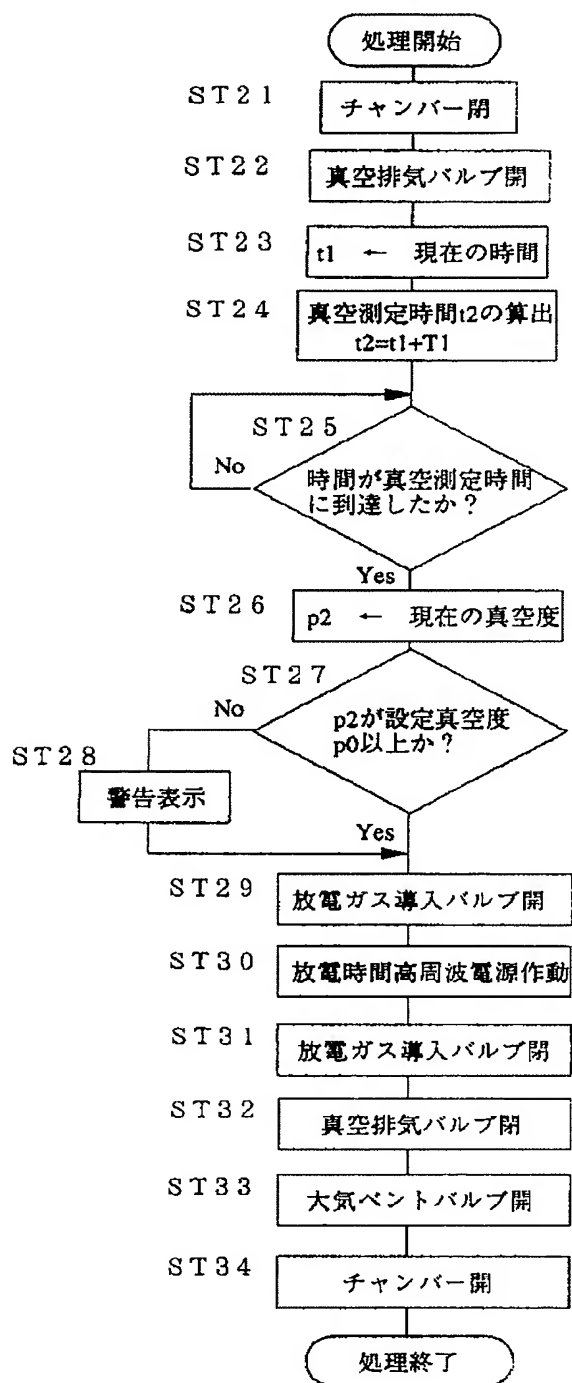 処理開始
ST21
チャンバー閉
ST22
真空排気バルブ開
ST23
t1 ← 現在の時間
ST24
真空測定時間t2の算出
t2=t1+T1
ST25
No
時間が真空測定時間
に到達したか?
Yes
ST26
p2 ← 現在の真空度
ST27
No
p2が設定真空度
p0以上か?
ST28
警告表示
Yes
ST29
放電ガス導入バルブ開
ST30
放電時間高周波電源作動
ST31
放電ガス導入バルブ閉
ST32
真空排気バルブ閉
ST33
大気ベントバルブ開
ST34
チャンバー開
処理終了